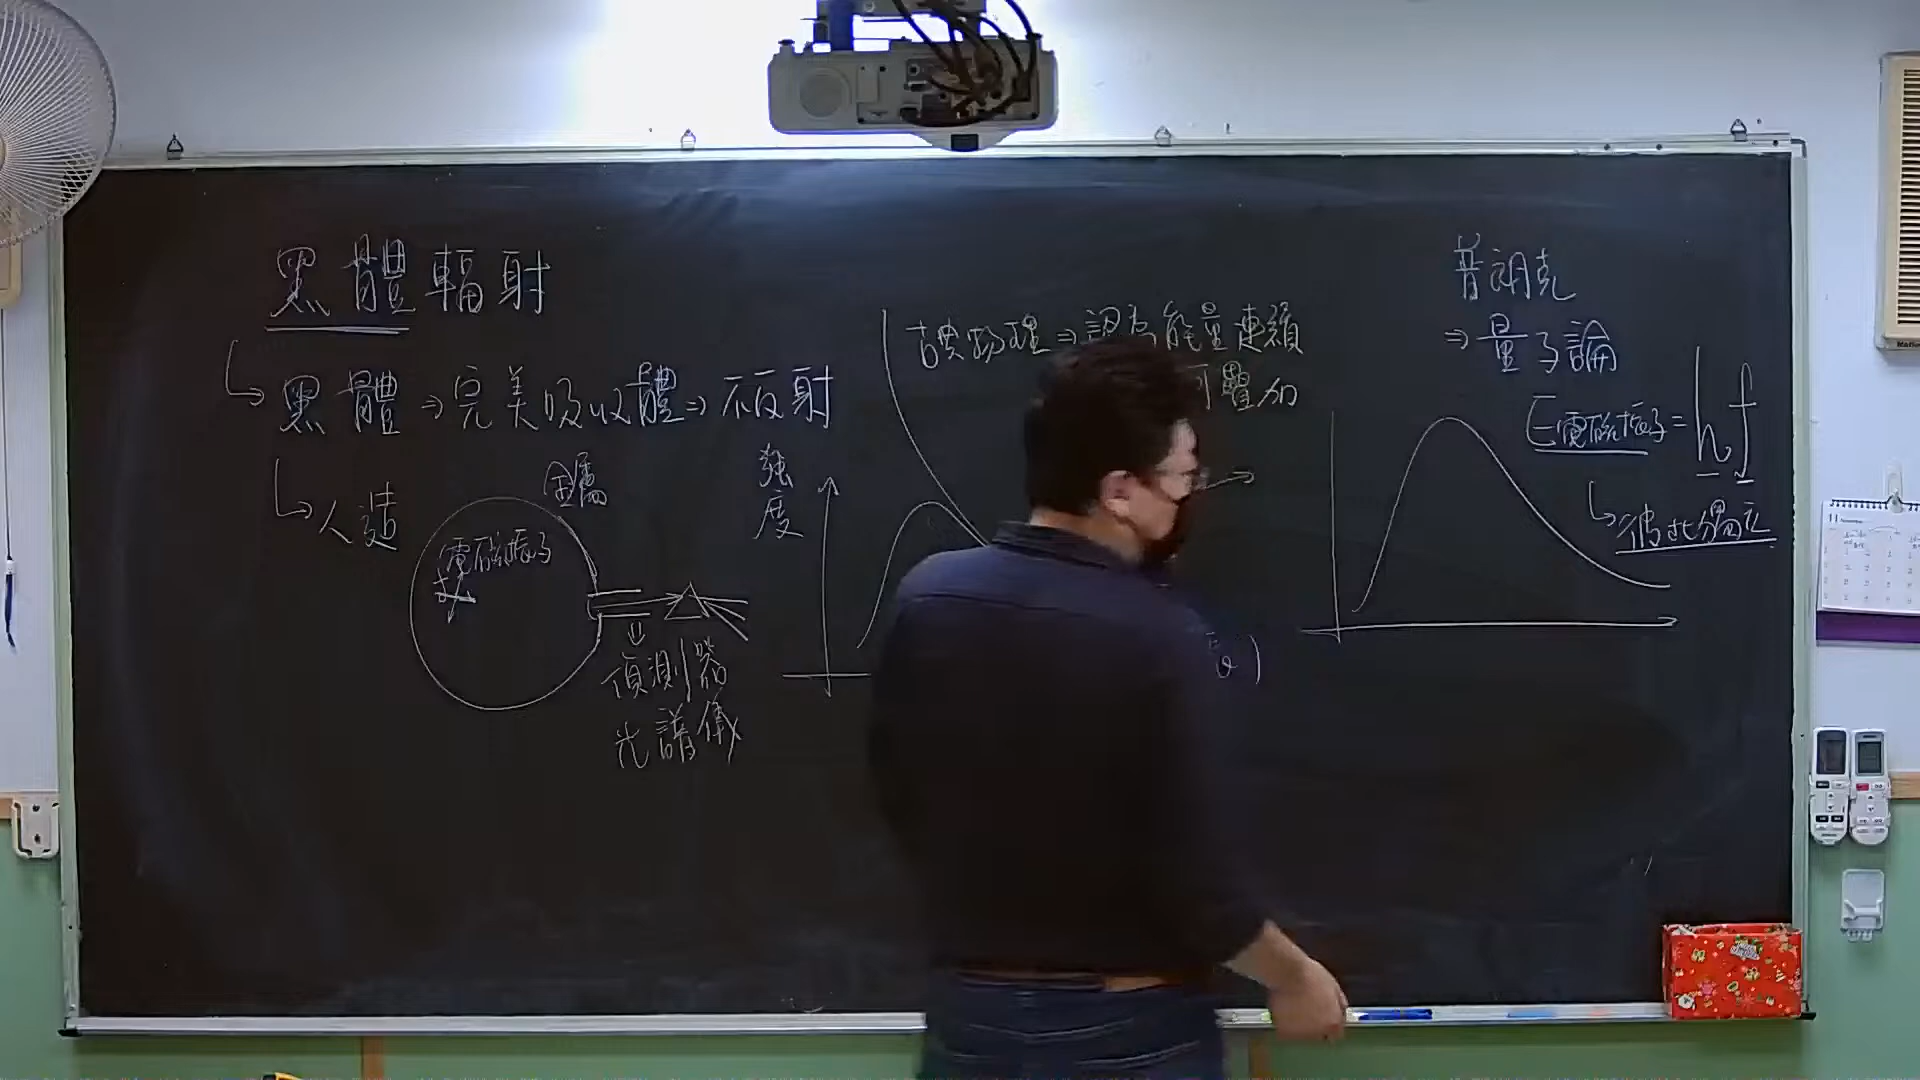 黑體輻射
黑體⇒完美吸收體⇒不反射
人造
金屬
電磁振子
偵測器
光譜儀
強度
古典物理⇒認為能量連續
可疊加
普朗克
⇒量子論
E電磁振子=hf
彼此獨立